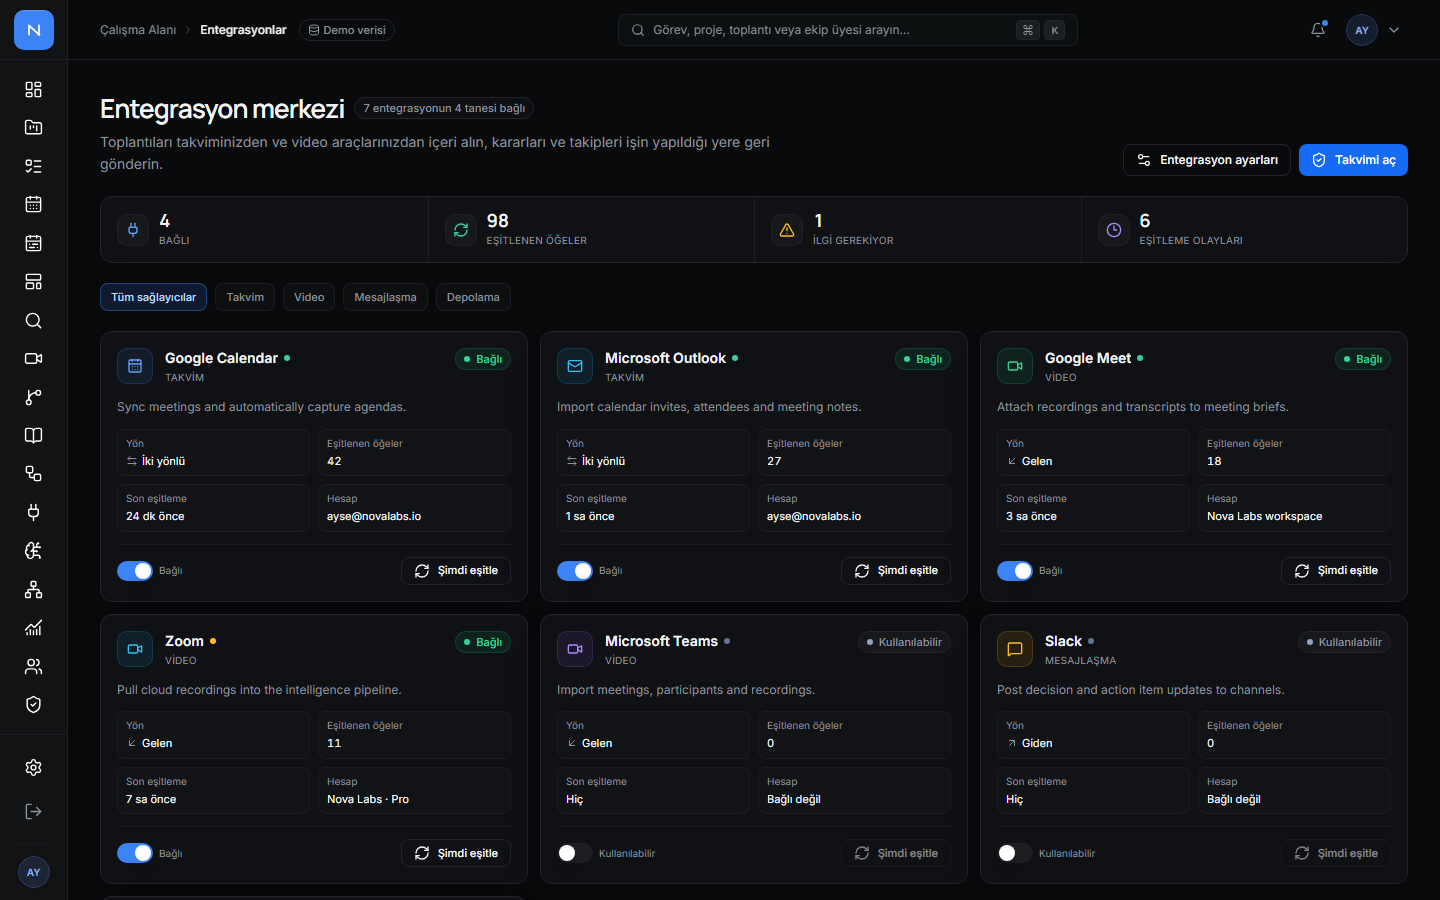 N
Çalışma Alanı
Entegrasyonlar
Demo verisi
Görev, proje, toplantı veya ekip üyesi arayın...
⌘ K
AY
Entegrasyon merkezi
7 entegrasyonun 4 tanesi bağlı
Toplantıları takviminizden ve video araçlarınızdan içeri alın, kararları ve takipleri işin yapıldığı yere geri
gönderin.
Entegrasyon ayarları
Takvimi aç
4
BAĞLI
98
EŞİTLENEN ÖĞELER
1
İLGİ GEREKİYOR
6
EŞİTLEME OLAYLARI
Tüm sağlayıcılar
Takvim
Video
Mesajlaşma
Depolama
Google Calendar
Bağlı
TAKVİM
Sync meetings and automatically capture agendas.
Yön
İki yönlü
Eşitlenen öğeler
42
Son eşitleme
24 dk önce
Hesap
ayse@novalabs.io
Bağlı
Şimdi eşitle
Microsoft Outlook
Bağlı
TAKVİM
Import calendar invites, attendees and meeting notes.
Yön
İki yönlü
Eşitlenen öğeler
27
Son eşitleme
1 sa önce
Hesap
ayse@novalabs.io
Bağlı
Şimdi eşitle
Google Meet
Bağlı
VİDEO
Attach recordings and transcripts to meeting briefs.
Yön
Gelen
Eşitlenen öğeler
18
Son eşitleme
3 sa önce
Hesap
Nova Labs workspace
Bağlı
Şimdi eşitle
Zoom
Bağlı
VİDEO
Pull cloud recordings into the intelligence pipeline.
Yön
Gelen
Eşitlenen öğeler
11
Son eşitleme
7 sa önce
Hesap
Nova Labs · Pro
Bağlı
Şimdi eşitle
Microsoft Teams
Kullanılabilir
VİDEO
Import meetings, participants and recordings.
Yön
Gelen
Eşitlenen öğeler
0
Son eşitleme
Hiç
Hesap
Bağlı değil
Kullanılabilir
Şimdi eşitle
Slack
Kullanılabilir
MESAJLAŞMA
Post decision and action item updates to channels.
Yön
Giden
Eşitlenen öğeler
0
Son eşitleme
Hiç
Hesap
Bağlı değil
Kullanılabilir
Şimdi eşitle
AY